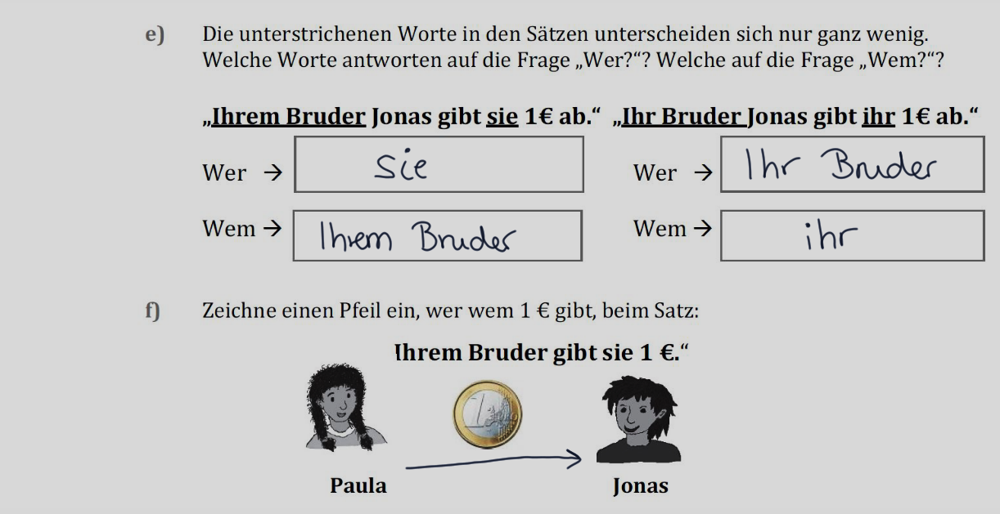 e) Die unterstrichenen Worte in den Sätzen unterscheiden sich nur ganz wenig.
Welche Worte antworten auf die Frage „Wer?“? Welche auf die Frage „Wem?“?
„Ihrem Bruder Jonas gibt sie 1€ ab.“ „Ihr Bruder Jonas gibt ihr 1€ ab.“
Wer → Sie Wer → Ihr Bruder
Wem → Ihrem Bruder Wem → ihr
f) Zeichne einen Pfeil ein, wer wem 1 € gibt, beim Satz:
Ihrem Bruder gibt sie 1 €.“
1
Paula Jonas